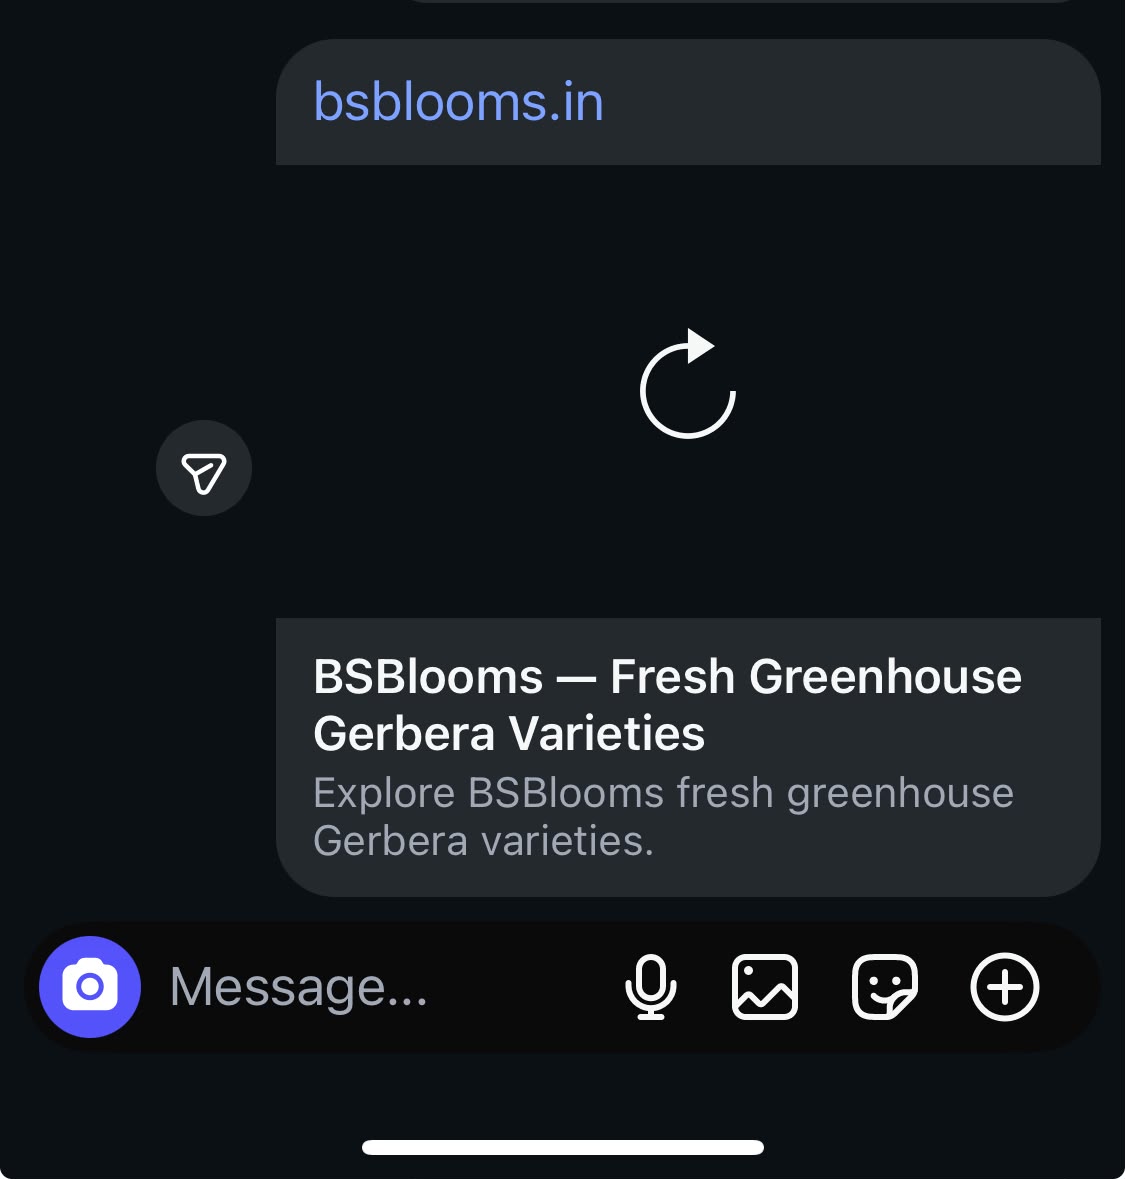 bsblooms.in
BSBlooms — Fresh Greenhouse
Gerbera Varieties
Explore BSBlooms fresh greenhouse
Gerbera varieties.
Message...